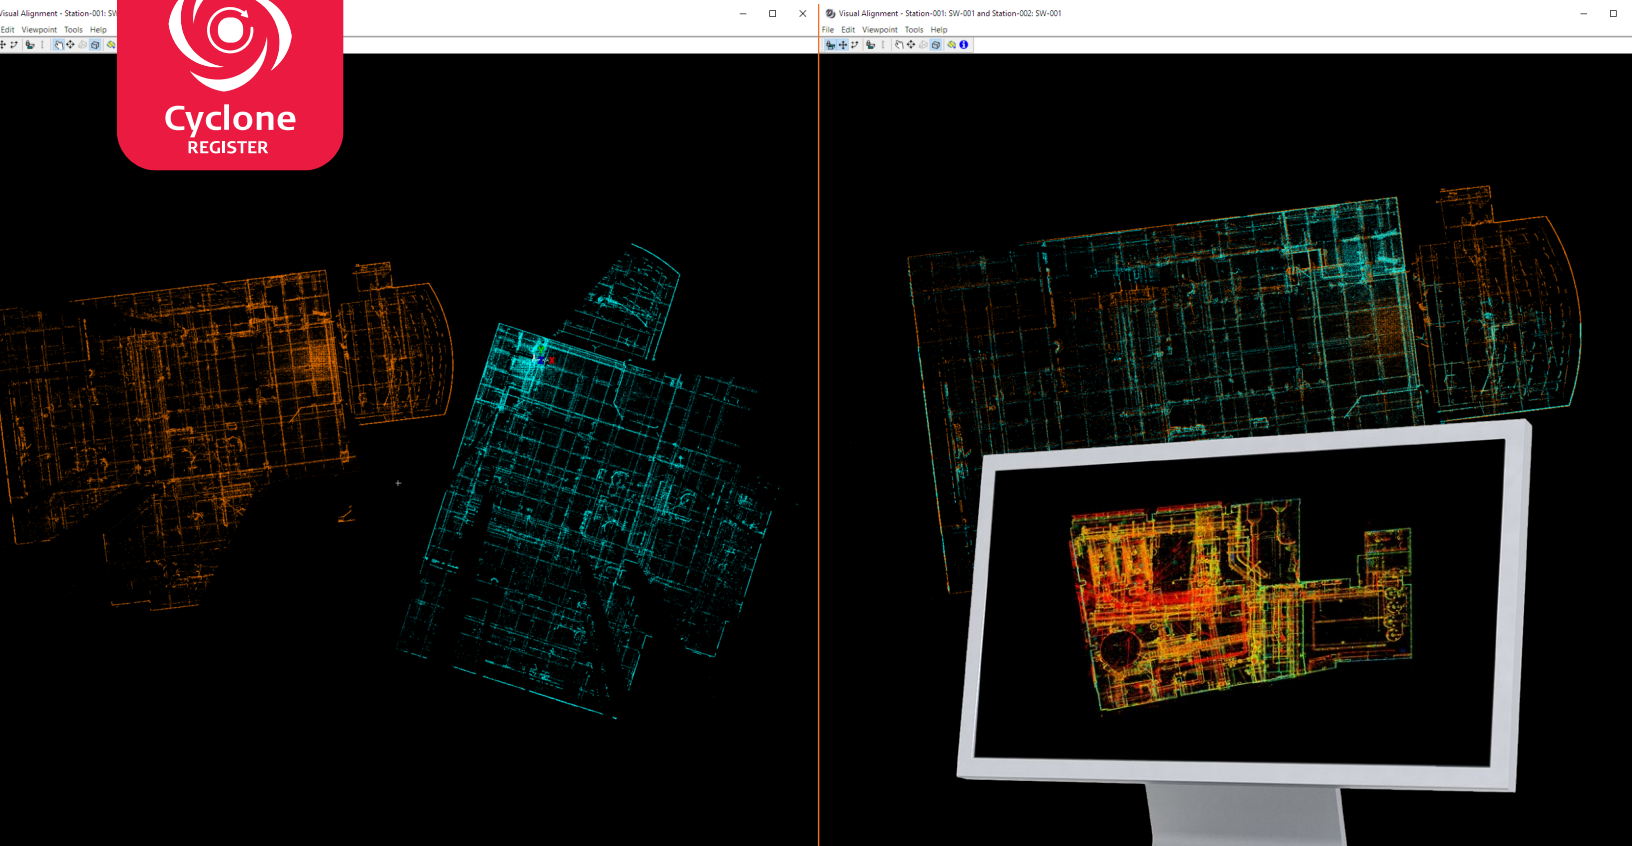 Visual Alignment - Station-001: SW
Edit Viewpoint Tools Help
Cyclone
REGISTER
Visual Alignment - Station-001: SW-001 and Station-002: SW-001
File Edit Viewpoint Tools Help